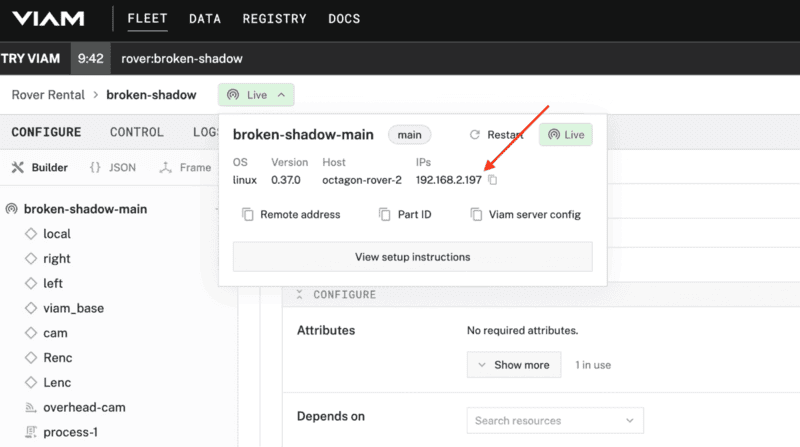 VIAM FLEET DATA REGISTRY DOCS
TRY VIAM 9:42 rover:broken-shadow
Rover Rental > broken-shadow Live
CONFIGURE CONTROL
Builder {} JSON Frame
broken-shadow-main
local
right
left
viam_base
cam
Renc
Lenc
overhead-cam
process-1
broken-shadow-main main Restart Live
OS Version Host IPs
linux 0.37.0 octagon-rover-2 192.168.2.197
Remote address Part ID Viam server config
View setup instructions
CONFIGURE
Attributes No required attributes.
Show more 1 in use
Depends on Search resources